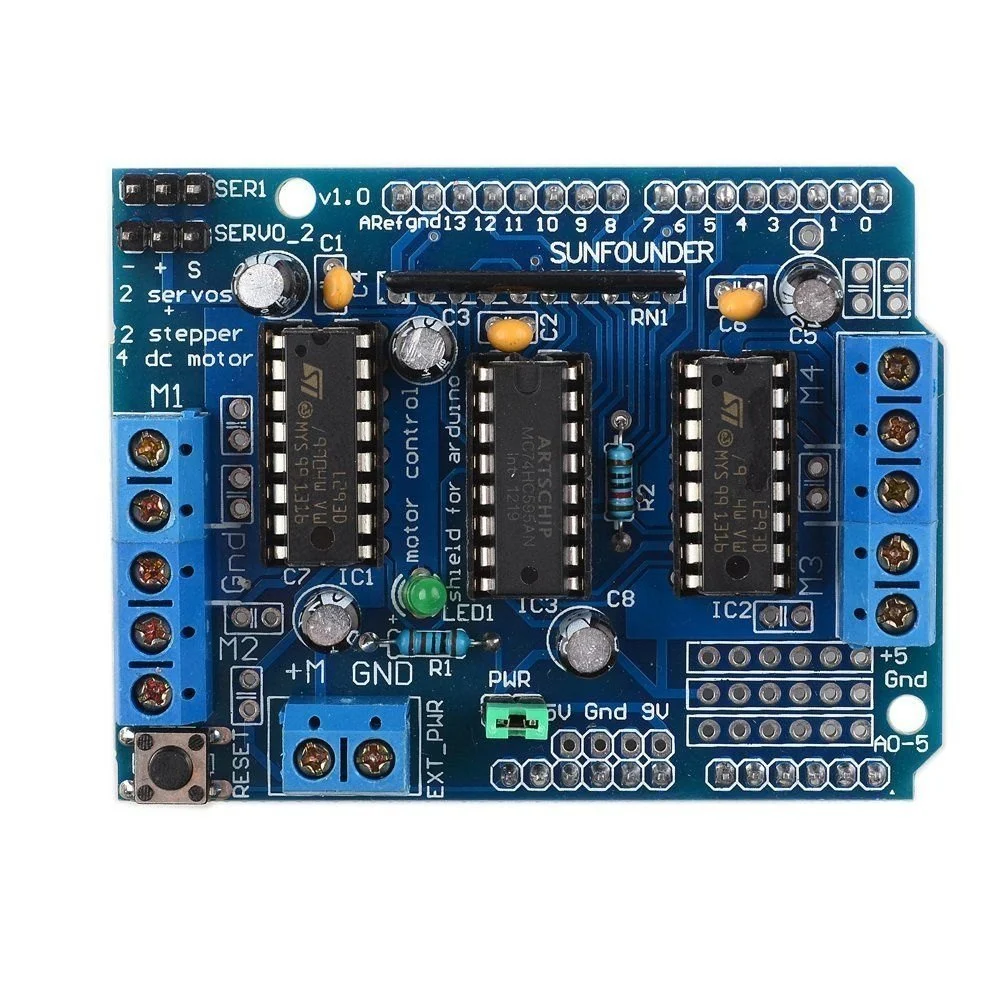 SER1
v1.0
ARefgnd 13 12 11 10 9 8 7 6 5 4 3 1 0
SERVO_2
SUNFOUNDER
- + S
C1
C4
2 servos
+
2 stepper
4 dc motor
C3
C2
RN1
C6
C5
M1
M4
motor control
shield for arduino
ARTSCHIP
MC74HC595AN
int 1219
R2
Gnd
M3
C7
IC1
LED1
IC3
C8
IC2
M2
+M
GND
R1
PWR
+5
Gnd
5V Gnd 9V
A0-5
RESET
EXT_PWR